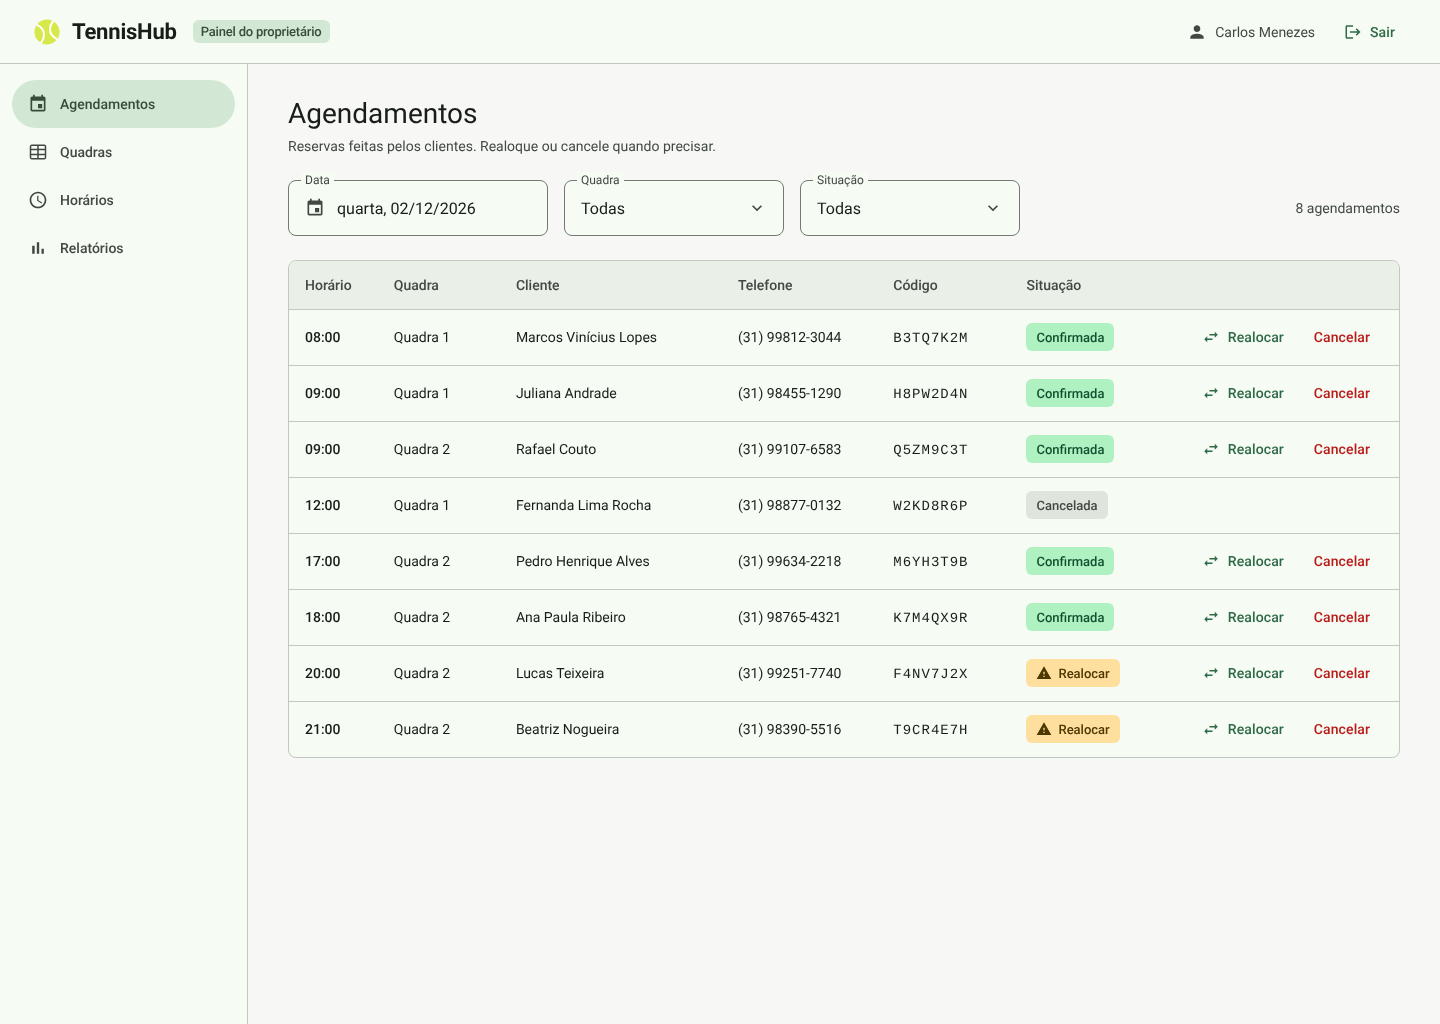 TennisHub Painel do proprietário Carlos Menezes Sair
Agendamentos
Quadras
Horários
Relatórios
Agendamentos
Reservas feitas pelos clientes. Realoque ou cancele quando precisar.
Data Quadra Situação
quarta, 02/12/2026 Todas Todas 8 agendamentos
Horário Quadra Cliente Telefone Código Situação
08:00 Quadra 1 Marcos Vinícius Lopes (31) 99812-3044 B3TQ7K2M Confirmada Realocar Cancelar
09:00 Quadra 1 Juliana Andrade (31) 98455-1290 H8PW2D4N Confirmada Realocar Cancelar
09:00 Quadra 2 Rafael Couto (31) 99107-6583 Q5ZM9C3T Confirmada Realocar Cancelar
12:00 Quadra 1 Fernanda Lima Rocha (31) 98877-0132 W2KD8R6P Cancelada
17:00 Quadra 2 Pedro Henrique Alves (31) 99634-2218 M6YH3T9B Confirmada Realocar Cancelar
18:00 Quadra 2 Ana Paula Ribeiro (31) 98765-4321 K7M4QX9R Confirmada Realocar Cancelar
20:00 Quadra 2 Lucas Teixeira (31) 99251-7740 F4NV7J2X Realocar Realocar Cancelar
21:00 Quadra 2 Beatriz Nogueira (31) 98390-5516 T9CR4E7H Realocar Realocar Cancelar